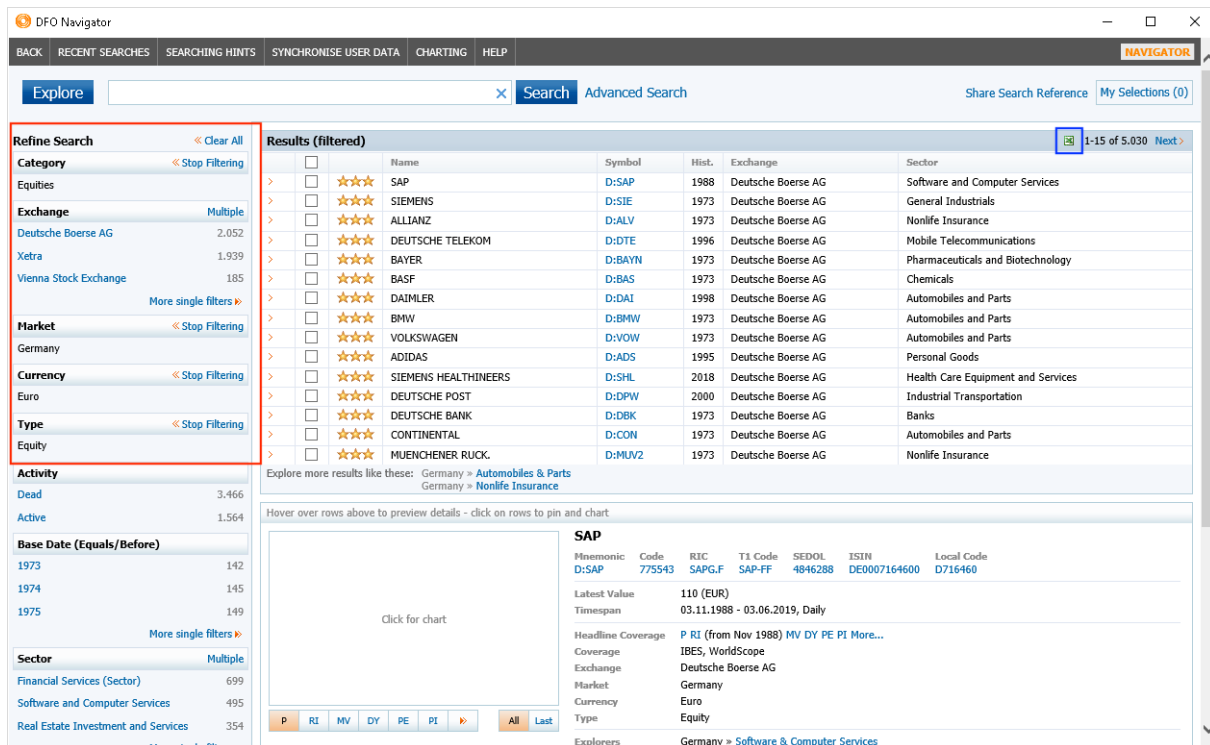 DFO Navigator
BACK RECENT SEARCHES SEARCHING HINTS SYNCHRONISE USER DATA CHARTING HELP NAVIGATOR
Explore Search Advanced Search Share Search Reference My Selections (0)
Refine Search « Clear All
Category « Stop Filtering
Equities
Exchange Multiple
Deutsche Boerse AG 2.052
Xetra 1.939
Vienna Stock Exchange 185
More single filters »
Market « Stop Filtering
Germany
Currency « Stop Filtering
Euro
Type « Stop Filtering
Equity
Activity
Dead 3.466
Active 1.564
Base Date (Equals/Before)
1973 142
1974 145
1975 149
More single filters »
Sector Multiple
Financial Services (Sector) 699
Software and Computer Services 495
Real Estate Investment and Services 354
Results (filtered) 1-15 of 5.030 Next >
Name Symbol Hist. Exchange Sector
> SAP D:SAP 1988 Deutsche Boerse AG Software and Computer Services
> SIEMENS D:SIE 1973 Deutsche Boerse AG General Industrials
> ALLIANZ D:ALV 1973 Deutsche Boerse AG Nonlife Insurance
> DEUTSCHE TELEKOM D:DTE 1996 Deutsche Boerse AG Mobile Telecommunications
> BAYER D:BAYN 1973 Deutsche Boerse AG Pharmaceuticals and Biotechnology
> BASF D:BAS 1973 Deutsche Boerse AG Chemicals
> DAIMLER D:DAI 1998 Deutsche Boerse AG Automobiles and Parts
> BMW D:BMW 1973 Deutsche Boerse AG Automobiles and Parts
> VOLKSWAGEN D:VOW 1973 Deutsche Boerse AG Automobiles and Parts
> ADIDAS D:ADS 1995 Deutsche Boerse AG Personal Goods
> SIEMENS HEALTHINEERS D:SHL 2018 Deutsche Boerse AG Health Care Equipment and Services
> DEUTSCHE POST D:DPW 2000 Deutsche Boerse AG Industrial Transportation
> DEUTSCHE BANK D:DBK 1973 Deutsche Boerse AG Banks
> CONTINENTAL D:CON 1973 Deutsche Boerse AG Automobiles and Parts
> MUENCHENER RUCK. D:MUV2 1973 Deutsche Boerse AG Nonlife Insurance
Explore more results like these: Germany » Automobiles & Parts
Germany » Nonlife Insurance
Hover over rows above to preview details - click on rows to pin and chart
Click for chart
P RI MV DY PE PI » All Last
SAP
Mnemonic Code RIC T1 Code SEDOL ISIN Local Code
D:SAP 775543 SAPG.F SAP-FF 4846288 DE0007164600 D716460
Latest Value 110 (EUR)
Timespan 03.11.1988 - 03.06.2019, Daily
Headline Coverage P RI (from Nov 1988) MV DY PE PI More...
Coverage IBES, WorldScope
Exchange Deutsche Boerse AG
Market Germany
Currency Euro
Type Equity
Explorers Germany » Software & Computer Services